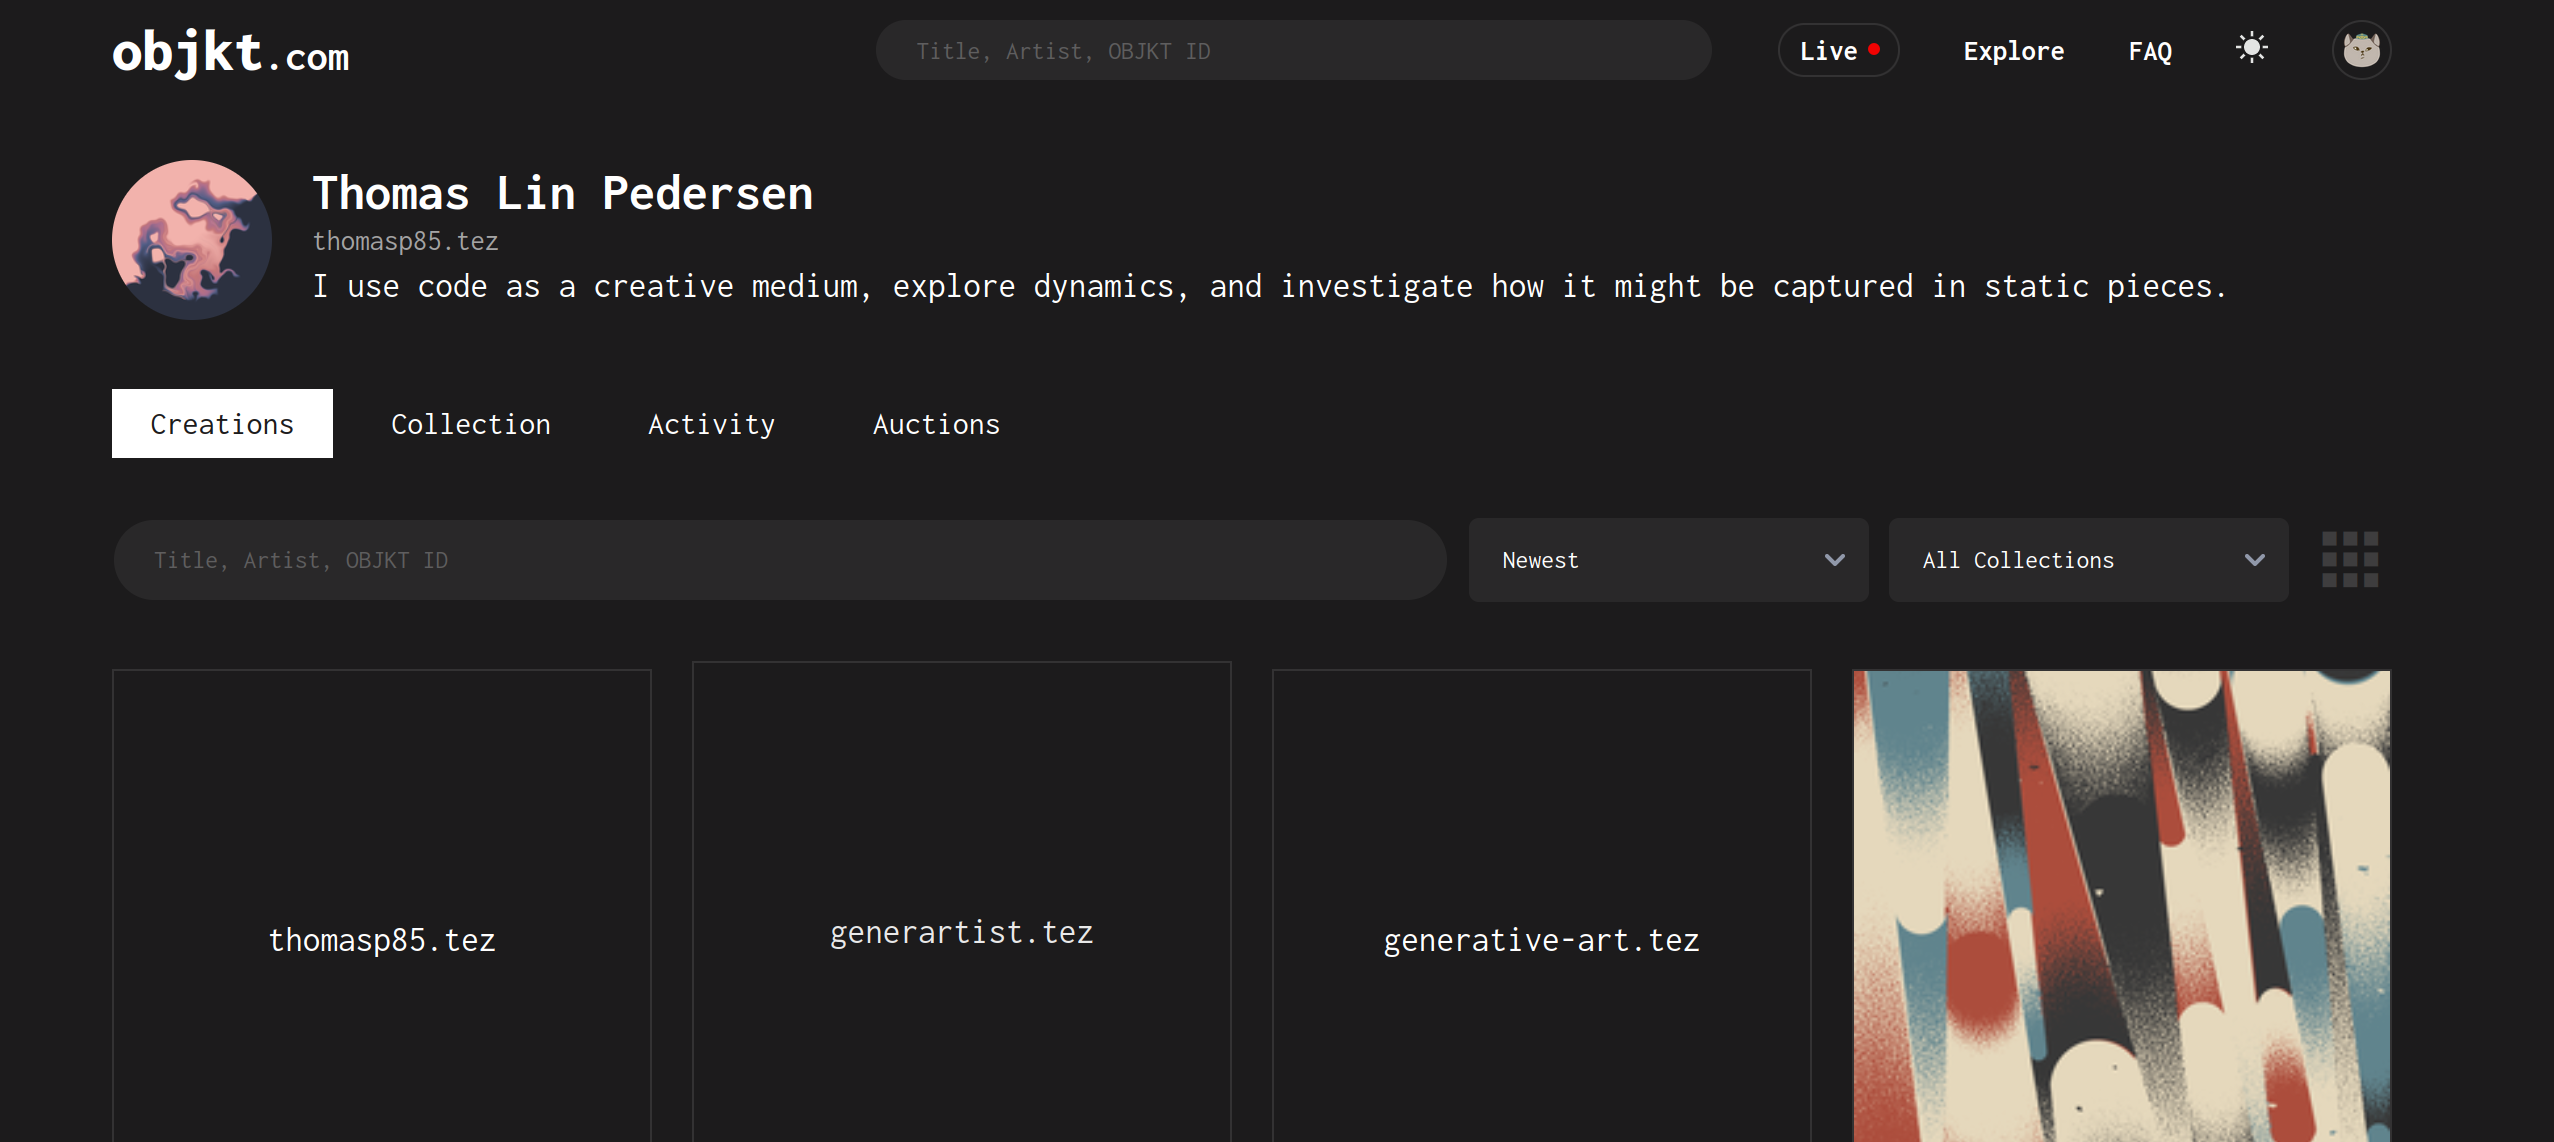 objkt.com
Title, Artist, OBJKT ID
Live
Explore
FAQ
Thomas Lin Pedersen
thomasp85.tez
I use code as a creative medium, explore dynamics, and investigate how it might be captured in static pieces.
Creations
Collection
Activity
Auctions
Title, Artist, OBJKT ID
Newest
All Collections
thomasp85.tez
generartist.tez
generative-art.tez